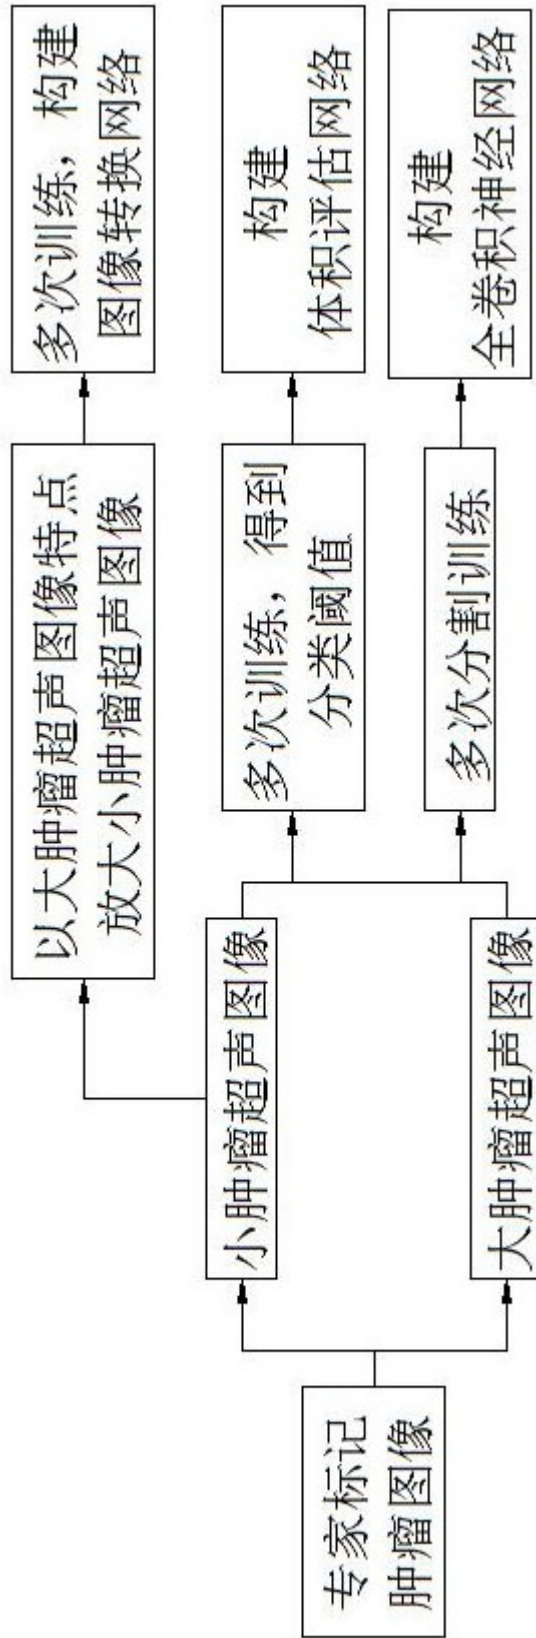 专家标记
肿瘤图像
小肿瘤超声图像
大肿瘤超声图像
以大肿瘤超声图像特点
放大小肿瘤超声图像
多次训练，得到
分类阈值
多次分割训练
多次训练，构建
图像转换网络
构建
体积评估网络
构建
全卷积神经网络